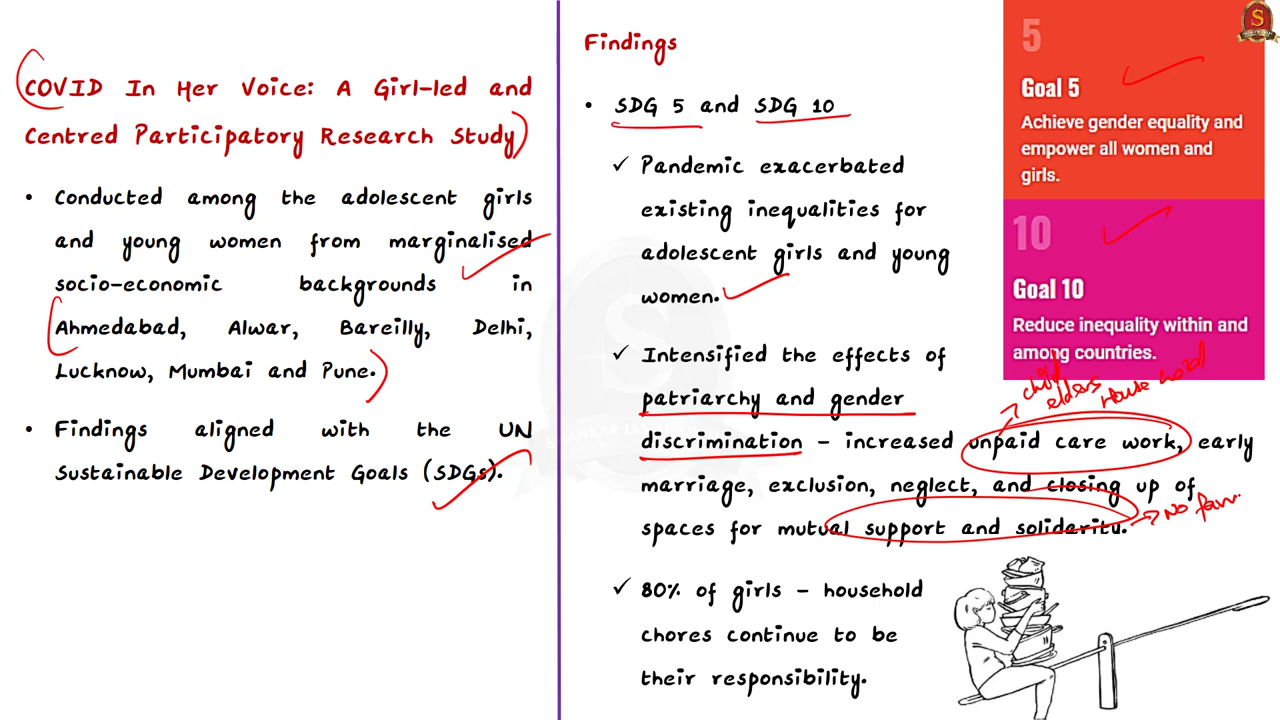 COVID In Her Voice: A Girl-led and
Centred Participatory Research Study
• Conducted among the adolescent girls
and young women from marginalised
socio-economic backgrounds in
Ahmedabad, Alwar, Bareilly, Delhi,
Lucknow, Mumbai and Pune.
• Findings aligned with the UN
Sustainable Development Goals (SDGs).
Findings
• SDG 5 and SDG 10
✓ Pandemic exacerbated
existing inequalities for
adolescent girls and young
women.
✓ Intensified the effects of
patriarchy and gender
discrimination – increased unpaid care work, early
marriage, exclusion, neglect, and closing up of
spaces for mutual support and solidarity.
✓ 80% of girls – household
chores continue to be
their responsibility.
5
Goal 5
Achieve gender equality and
empower all women and
girls.
10
Goal 10
Reduce inequality within and
among countries.
child
elders
House hold
No
S